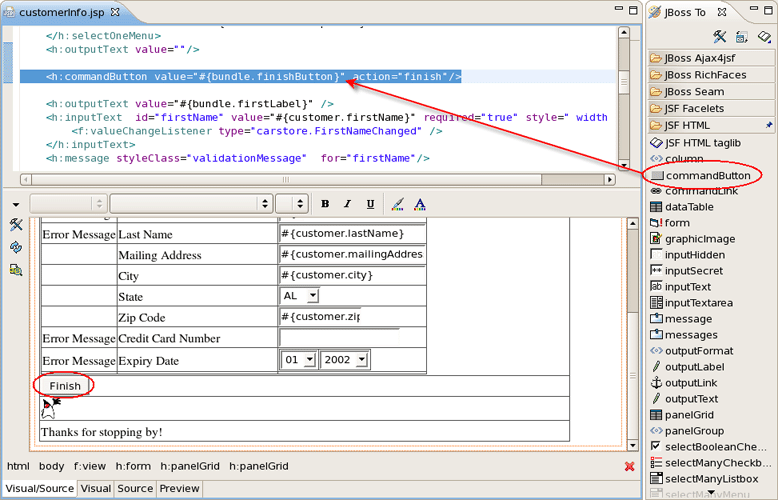 customerInfo.jsp
</h:selectOneMenu>
<h:outputText value=""/>
<h:commandButton value="#{bundle.finishButton}" action="finish"/>
<h:outputText value="#{bundle.firstLabel}" />
<h:inputText id="firstName" value="#{customer.firstName}" required="true" style=" width
<f:valueChangeListener type="carstore.FirstNameChanged" />
</h:inputText>
<h:message styleClass="validationMessage" for="firstName"/>
B I U A
Error Message Last Name #{customer.lastName}
Mailing Address #{customer.mailingAddres
City #{customer.city}
State AL
Zip Code #{customer.zip
Error Message Credit Card Number
Error Message Expiry Date 01 2002
Finish
Thanks for stopping by!
html body f:view h:form h:panelGrid h:panelGrid
Visual/Source Visual Source Preview
JBoss To
JBoss Ajax4jsf
JBoss RichFaces
JBoss Seam
JSF Facelets
JSF HTML
JSF HTML taglib
column
commandButton
commandLink
dataTable
form
graphicImage
inputHidden
inputSecret
inputText
inputTextarea
message
messages
outputFormat
outputLabel
outputLink
outputText
panelGrid
panelGroup
selectBooleanChe...
selectManyCheckb...
selectManyListbox
selectManyMenu